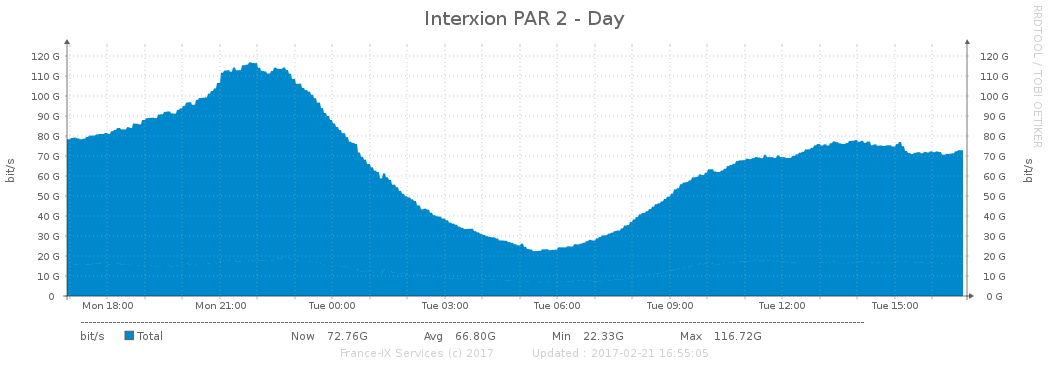 Interxion PAR 2 - Day
RRDTOOL / TOBI OETIKER
bit/s
120 G
110 G
100 G
90 G
80 G
70 G
60 G
50 G
40 G
30 G
20 G
10 G
0
120 G
110 G
100 G
90 G
80 G
70 G
60 G
50 G
40 G
30 G
20 G
10 G
0 G
bit/s
Mon 18:00 Mon 21:00 Tue 00:00 Tue 03:00 Tue 06:00 Tue 09:00 Tue 12:00 Tue 15:00
bit/s Total Now 72.76G Avg 66.80G Min 22.33G Max 116.72G
France-IX Services (c) 2017 Updated : 2017-02-21 16:55:05